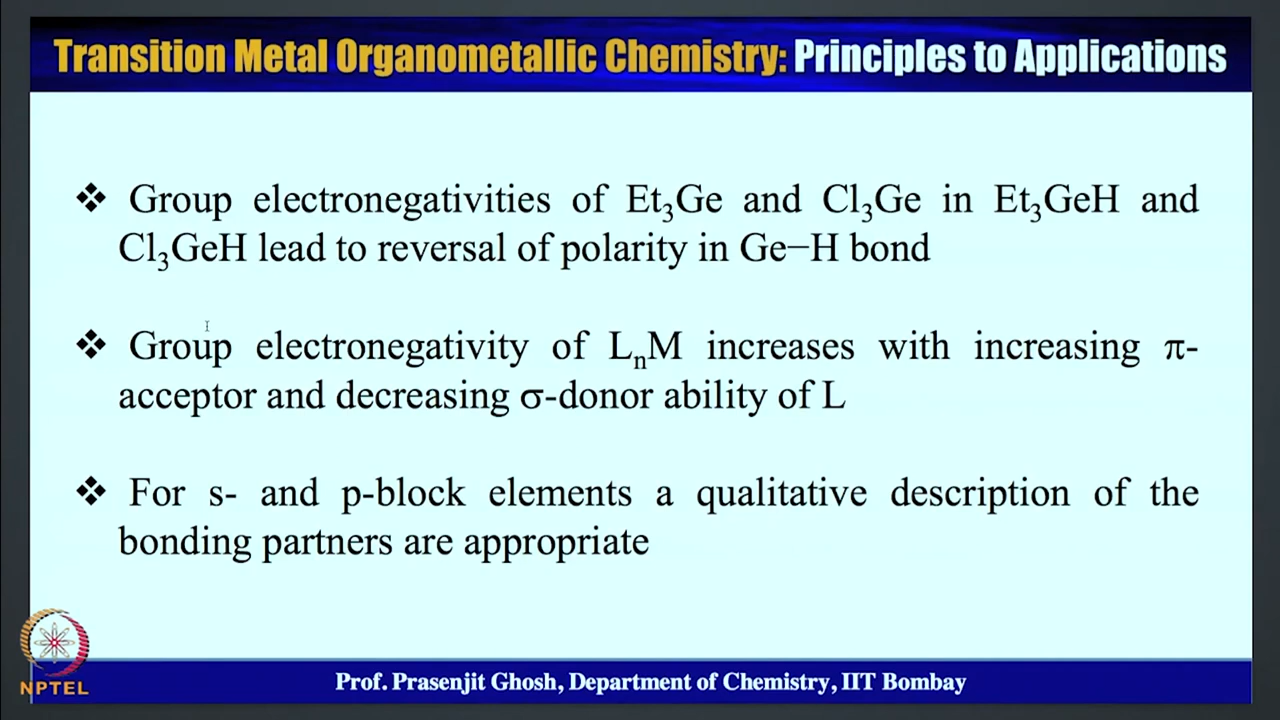 Transition Metal Organometallic Chemistry: Principles to Applications
❖ Group electronegativities of Et₃Ge and Cl₃Ge in Et₃GeH and
Cl₃GeH lead to reversal of polarity in Ge−H bond
❖ Group electronegativity of LₙM increases with increasing π-
acceptor and decreasing σ-donor ability of L
❖ For s- and p-block elements a qualitative description of the
bonding partners are appropriate
NPTEL
Prof. Prasenjit Ghosh, Department of Chemistry, IIT Bombay